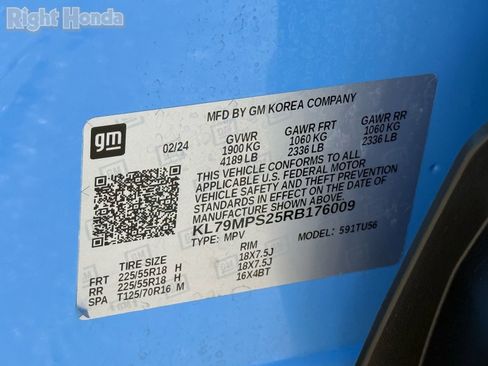 Right Honda
MFD BY GM KOREA COMPANY
gm
02/24 GVWR GAWR FRT GAWR RR
1900 KG 1060 KG 1060 KG
4189 LB 2336 LB 2336 LB
THIS VEHICLE CONFORMS TO ALL
APPLICABLE U.S. FEDERAL MOTOR
VEHICLE SAFETY AND THEFT PREVENTION
STANDARDS IN EFFECT ON THE DATE OF
MANUFACTURE SHOWN ABOVE.
KL79MPS25RB176009
TYPE: MPV MODEL: 591TU56
TIRE SIZE RIM
FRT 225/55R18 H 18X7.5J
RR 225/55R18 H 18X7.5J
SPA T125/70R16 M 16X4BT